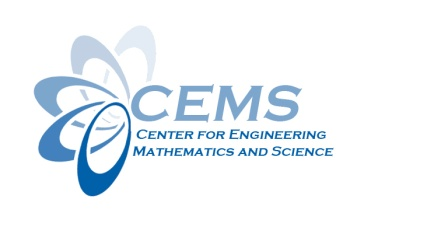 CEMS
Center for Engineering
Mathematics and Science